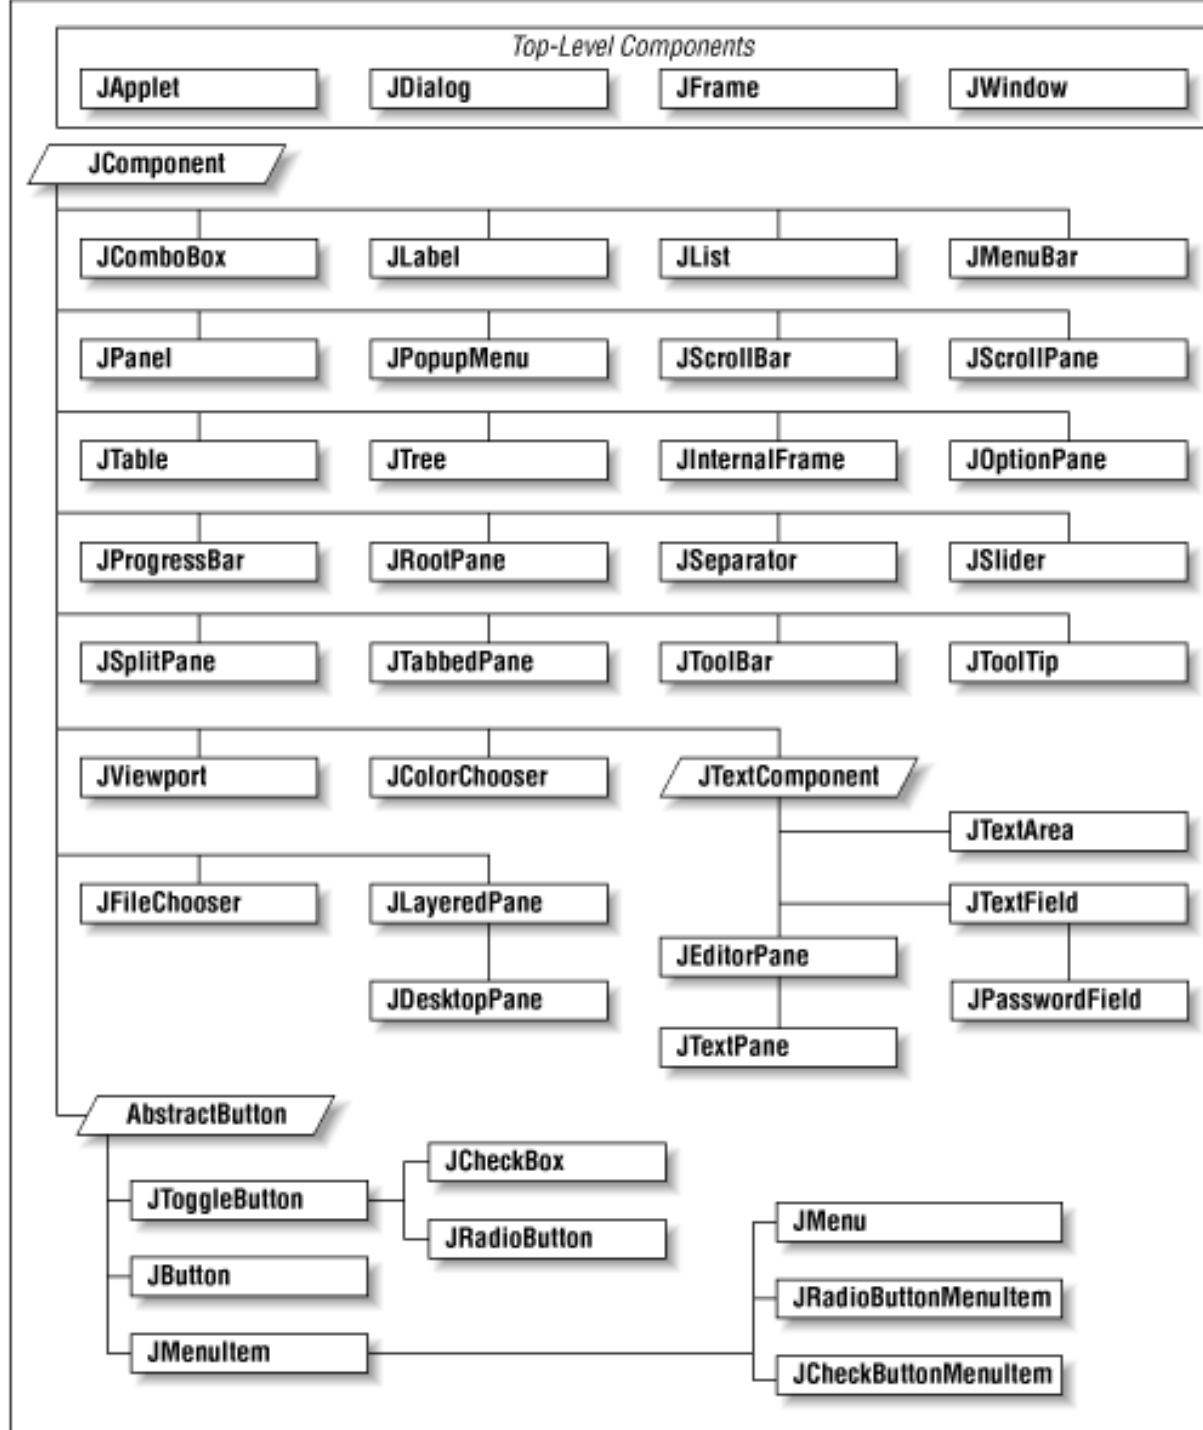 Top-Level Components
JApplet JDialog JFrame JWindow
JComponent
JComboBox JLabel JList JMenuBar
JPanel JPopupMenu JScrollBar JScrollPane
JTable JTree JInternalFrame JOptionPane
JProgressBar JRootPane JSeparator JSlider
JSplitPane JTabbedPane JToolBar JToolTip
JViewport JColorChooser JTextComponent
JTextArea
JFileChooser JLayeredPane JTextField
JEditorPane
JDesktopPane JPasswordField
JTextPane
AbstractButton
JCheckBox
JToggleButton
JMenu
JRadioButton
JButton
JRadioButtonMenuItem
JMenuItem
JCheckButtonMenuItem